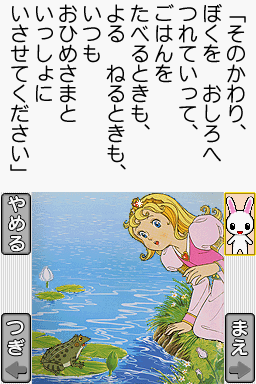 「そのかわり、
ぼくを　おしろへ
つれていって、
ごはんを
たべるときも、
よる　ねるときも、
いつも
おひめさまと
いっしょに
いさせてください」
やめる
つぎ
まえ